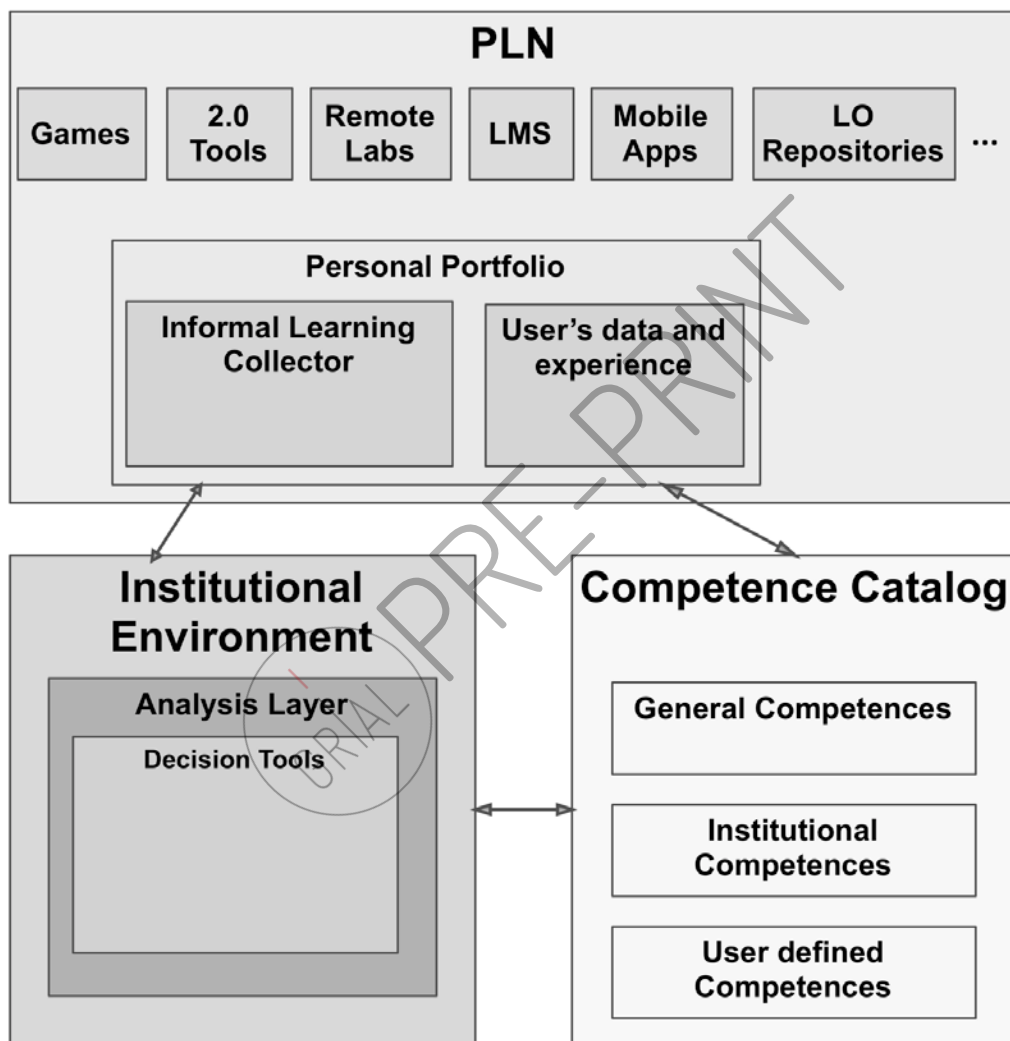 PLN
Games
2.0
Tools
Remote
Labs
LMS
Mobile
Apps
LO
Repositories
...
Personal Portfolio
Informal Learning
Collector
User's data and
experience
PRE-PRINT
Institutional
Environment
Analysis Layer
Decision Tools
URIAL
Competence Catalog
General Competences
Institutional
Competences
User defined
Competences